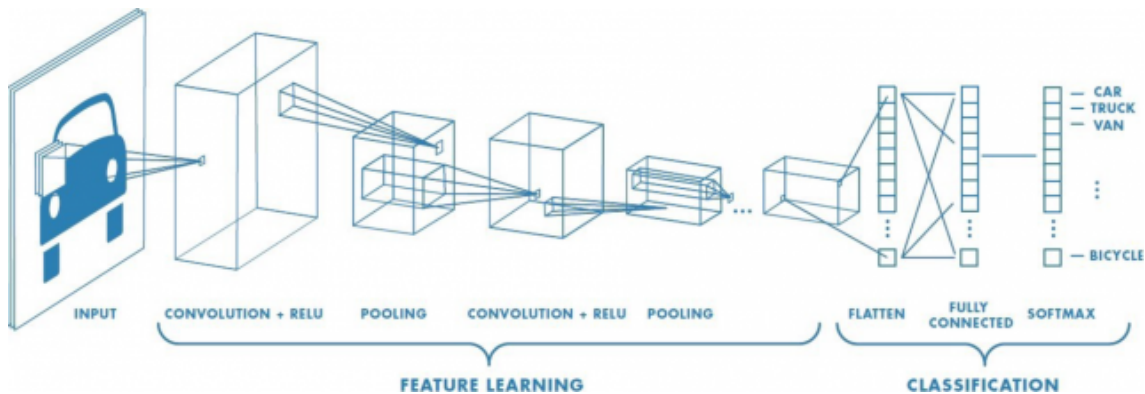 CAR
TRUCK
VAN
BICYCLE
INPUT
CONVOLUTION + RELU
POOLING
CONVOLUTION + RELU
POOLING
FLATTEN
FULLY
CONNECTED
SOFTMAX
FEATURE LEARNING
CLASSIFICATION